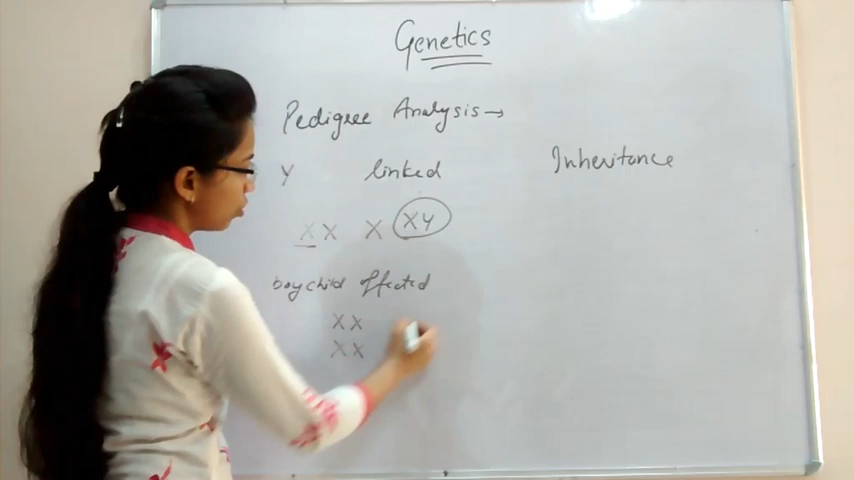 Genetics
Pedigree Analysis →
Y linked
Inheritance
XX X XY
boy child affected
XX
XX